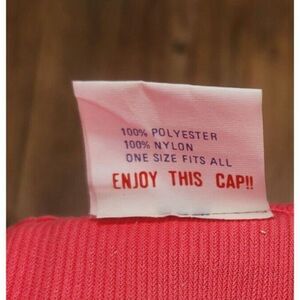 100% POLYESTER
100% NYLON
ONE SIZE FITS ALL
ENJOY THIS CAP!!